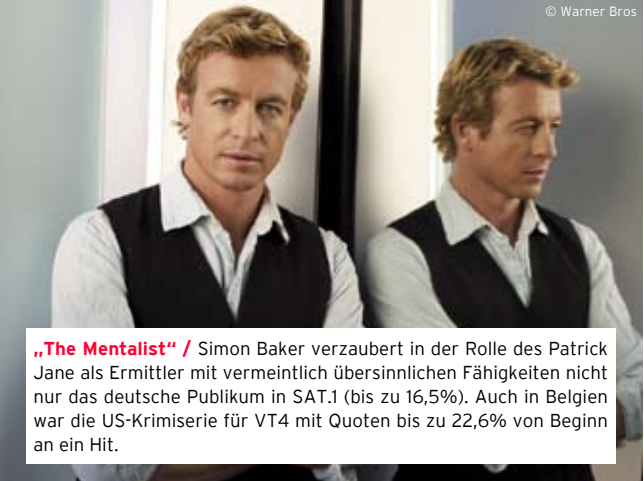 © Warner Bros
„The Mentalist“ / Simon Baker verzaubert in der Rolle des Patrick
Jane als Ermittler mit vermeintlich übersinnlichen Fähigkeiten nicht
nur das deutsche Publikum in SAT.1 (bis zu 16,5%). Auch in Belgien
war die US-Krimiserie für VT4 mit Quoten bis zu 22,6% von Beginn
an ein Hit.